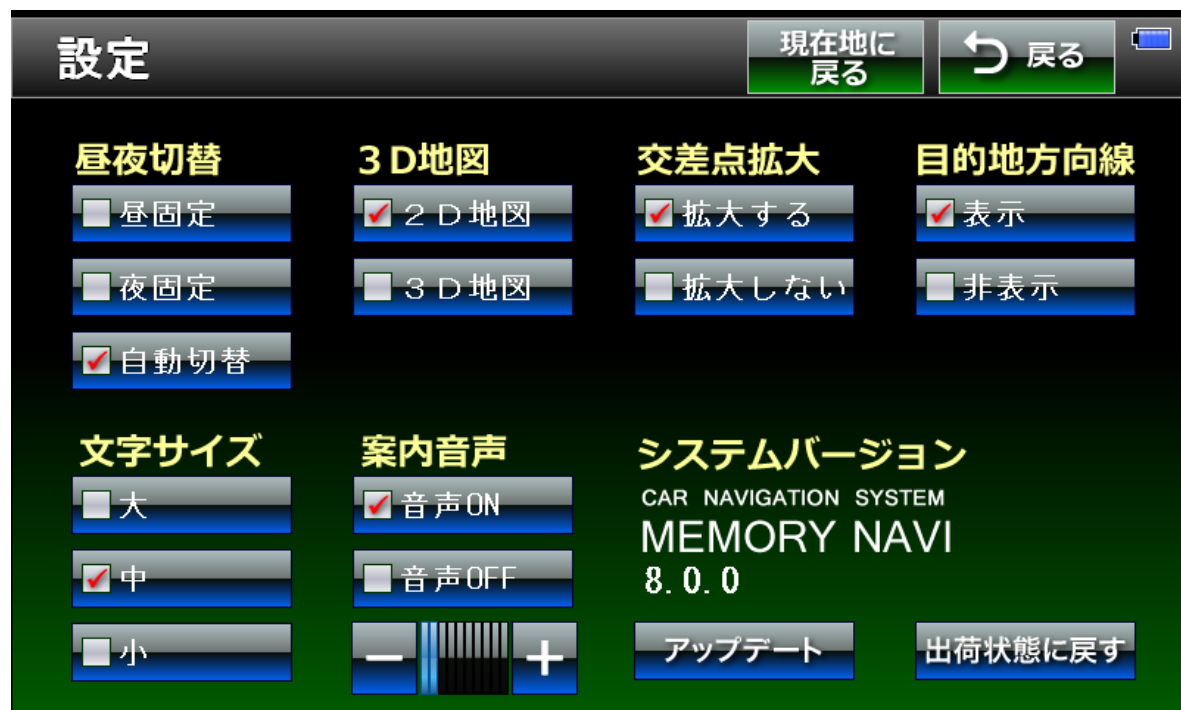 設定
現在地に
戻る
戻る
昼夜切替
昼固定
夜固定
自動切替
3D地図
2D地図
3D地図
交差点拡大
拡大する
拡大しない
目的地方向線
表示
非表示
文字サイズ
大
中
小
案内音声
音声ON
音声OFF
− +
システムバージョン
CAR NAVIGATION SYSTEM
MEMORY NAVI
8.0.0
アップデート
出荷状態に戻す